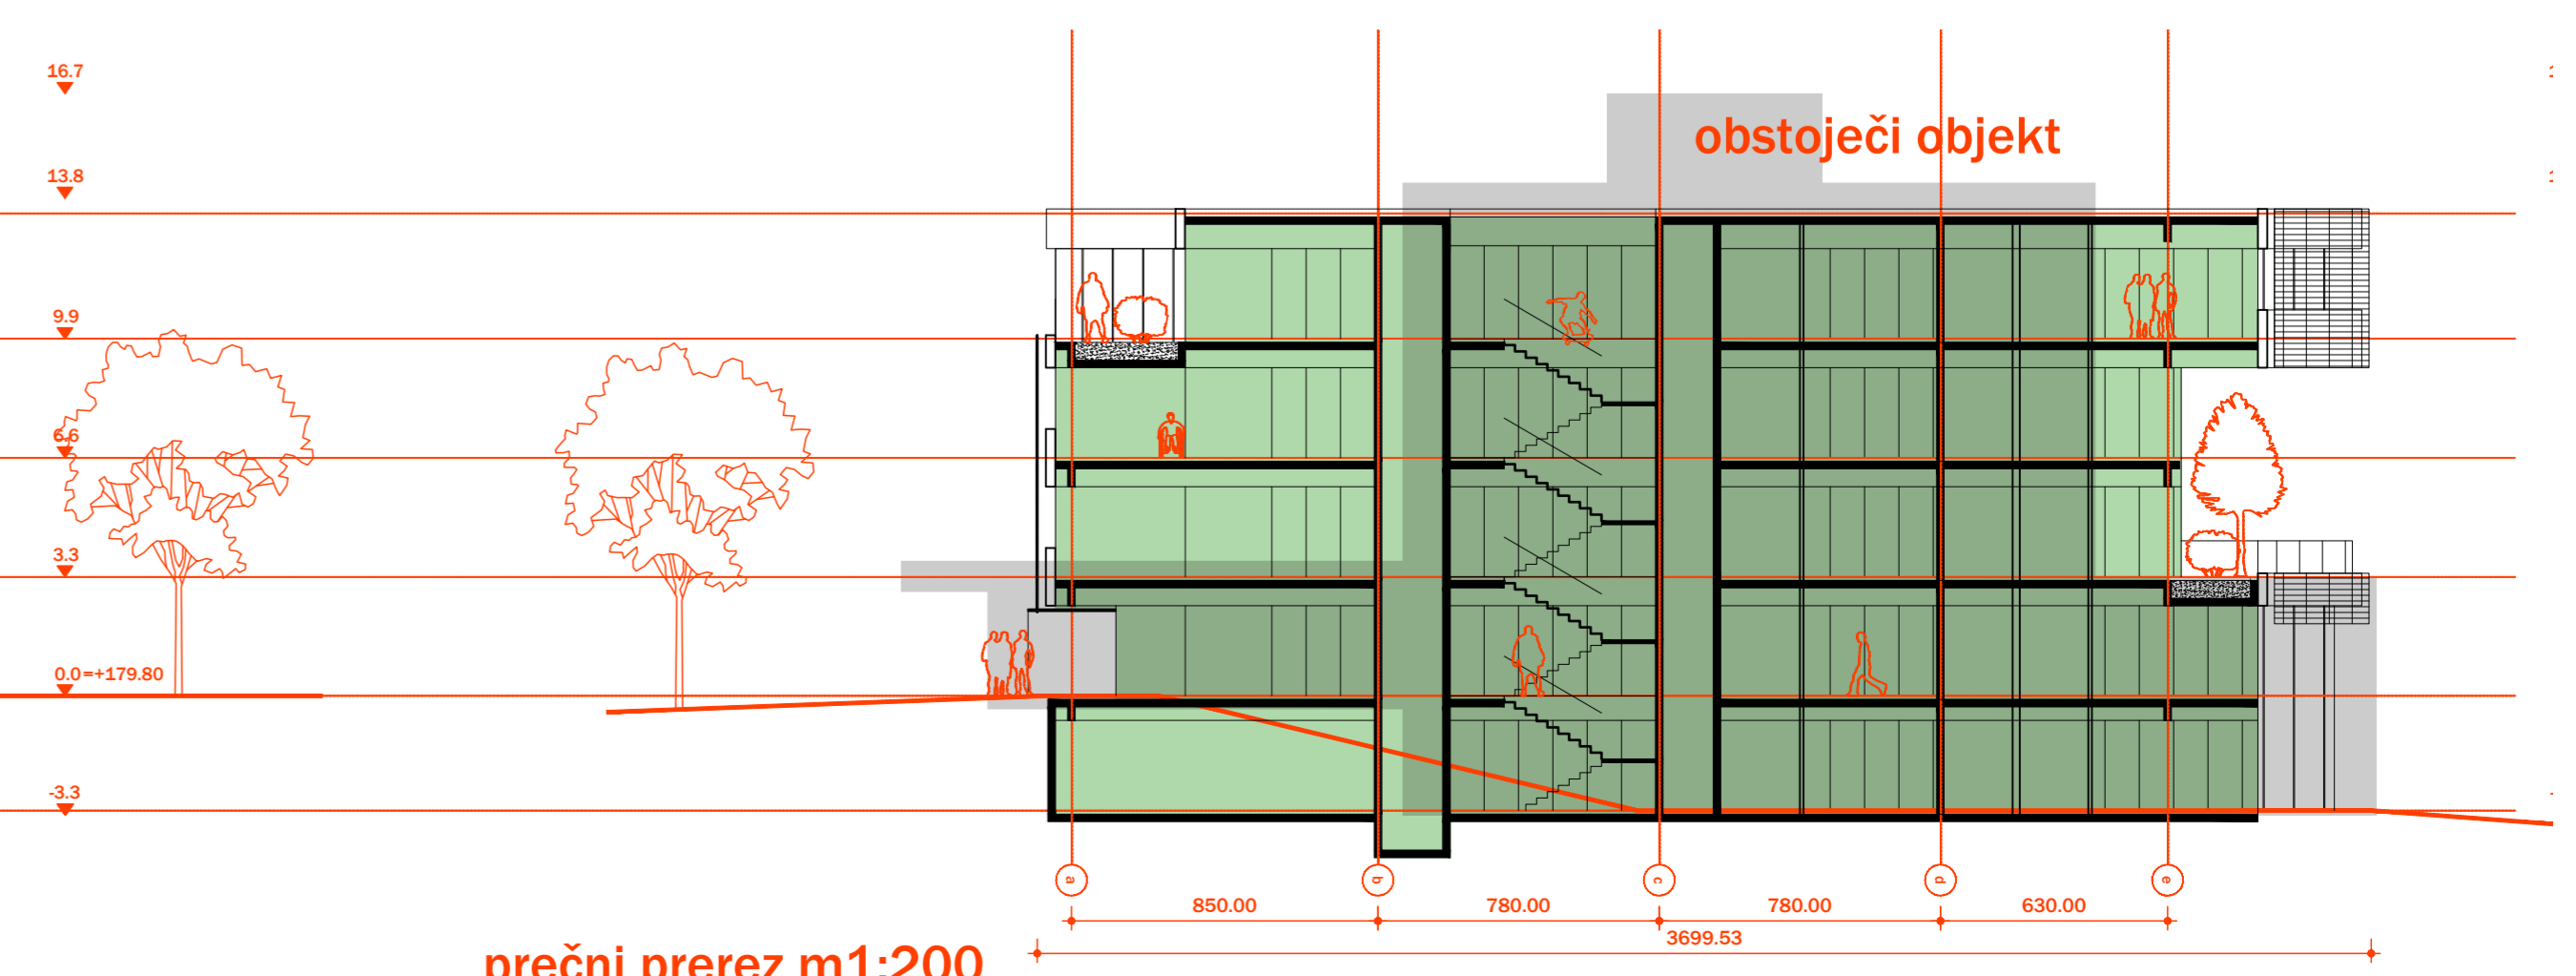 16.7
obstoječi objekt
13.8
9.9
6.6
3.3
0.0=+179.80
-3.3
a b c d e
850.00 780.00 780.00 630.00
3699.53
prečni prerez m1:200